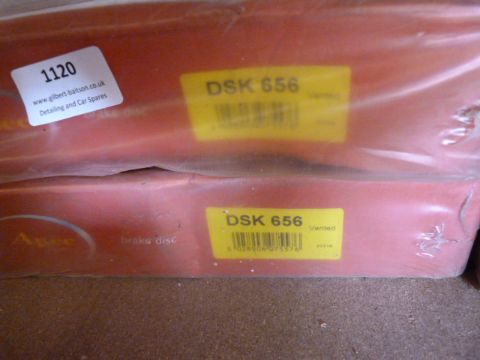 1120
www.gilbert-baitson.co.uk
Detailing and Car Spares
DSK 656
Vented
DSK 656
Vented
Apec
brake disc